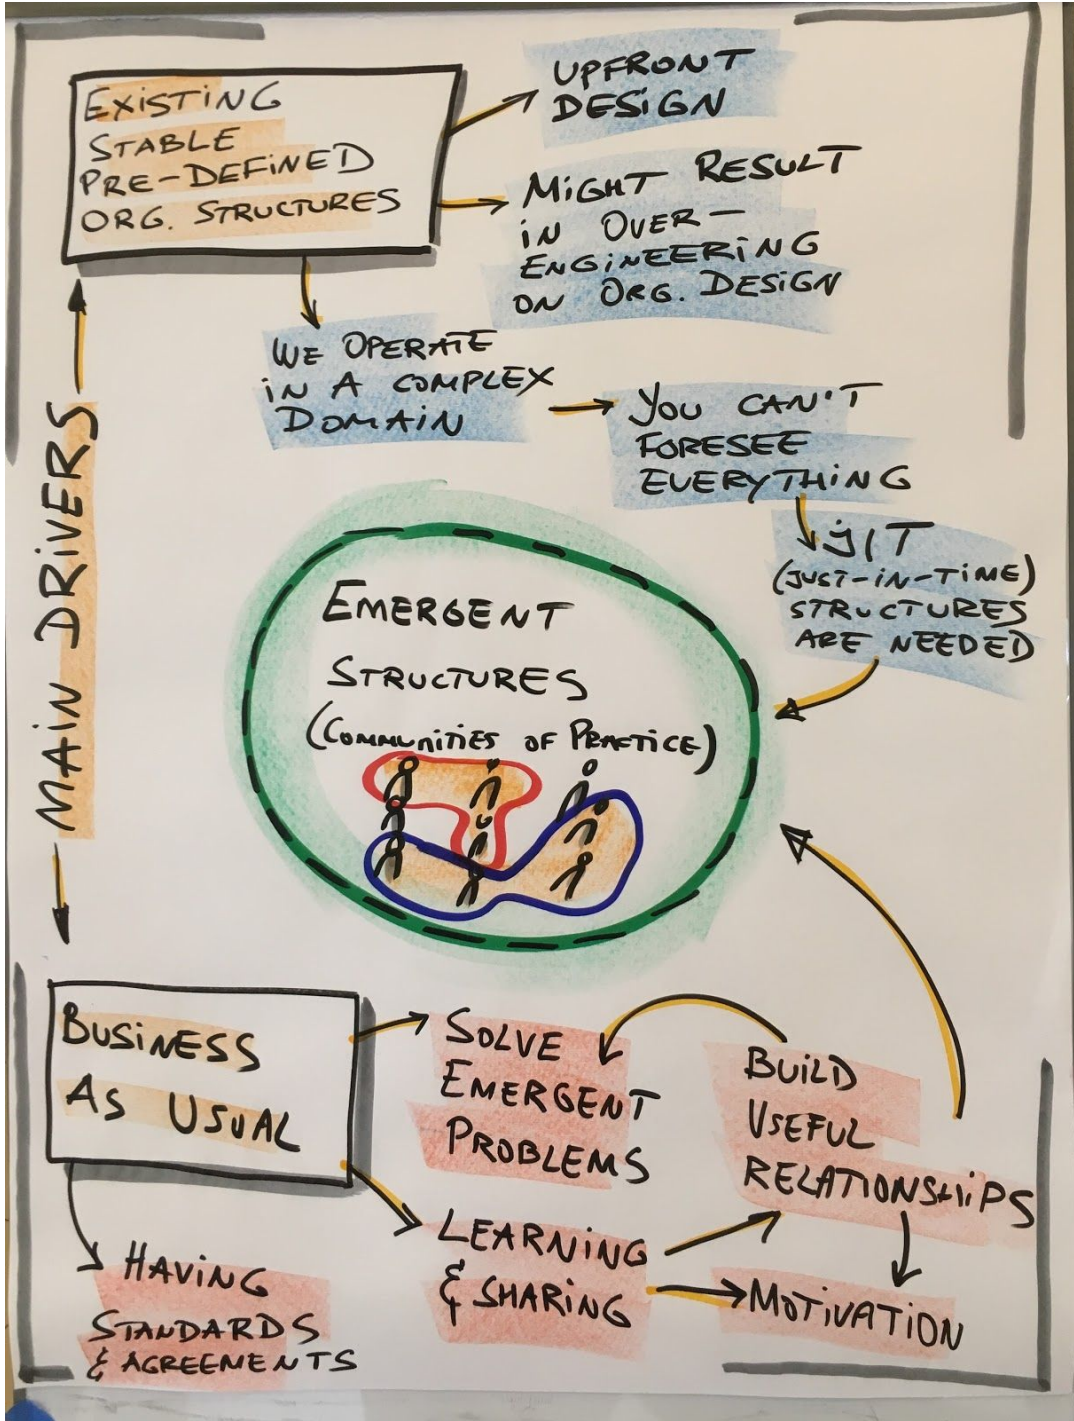 EXISTING
STABLE
PRE-DEFINED
ORG. STRUCTURES
UPFRONT
DESIGN
MIGHT RESULT
IN OVER-
ENGINEERING
ON ORG. DESIGN
WE OPERATE
IN A COMPLEX
DOMAIN
YOU CAN'T
FORESEE
EVERYTHING
JIT
(JUST-IN-TIME)
STRUCTURES
ARE NEEDED
MAIN DRIVERS
EMERGENT
STRUCTURES
(COMMUNITIES OF PRACTICE)
BUSINESS
AS USUAL
SOLVE
EMERGENT
PROBLEMS
BUILD
USEFUL
RELATIONSHIPS
LEARNING
& SHARING
MOTIVATION
HAVING
STANDARDS
& AGREEMENTS